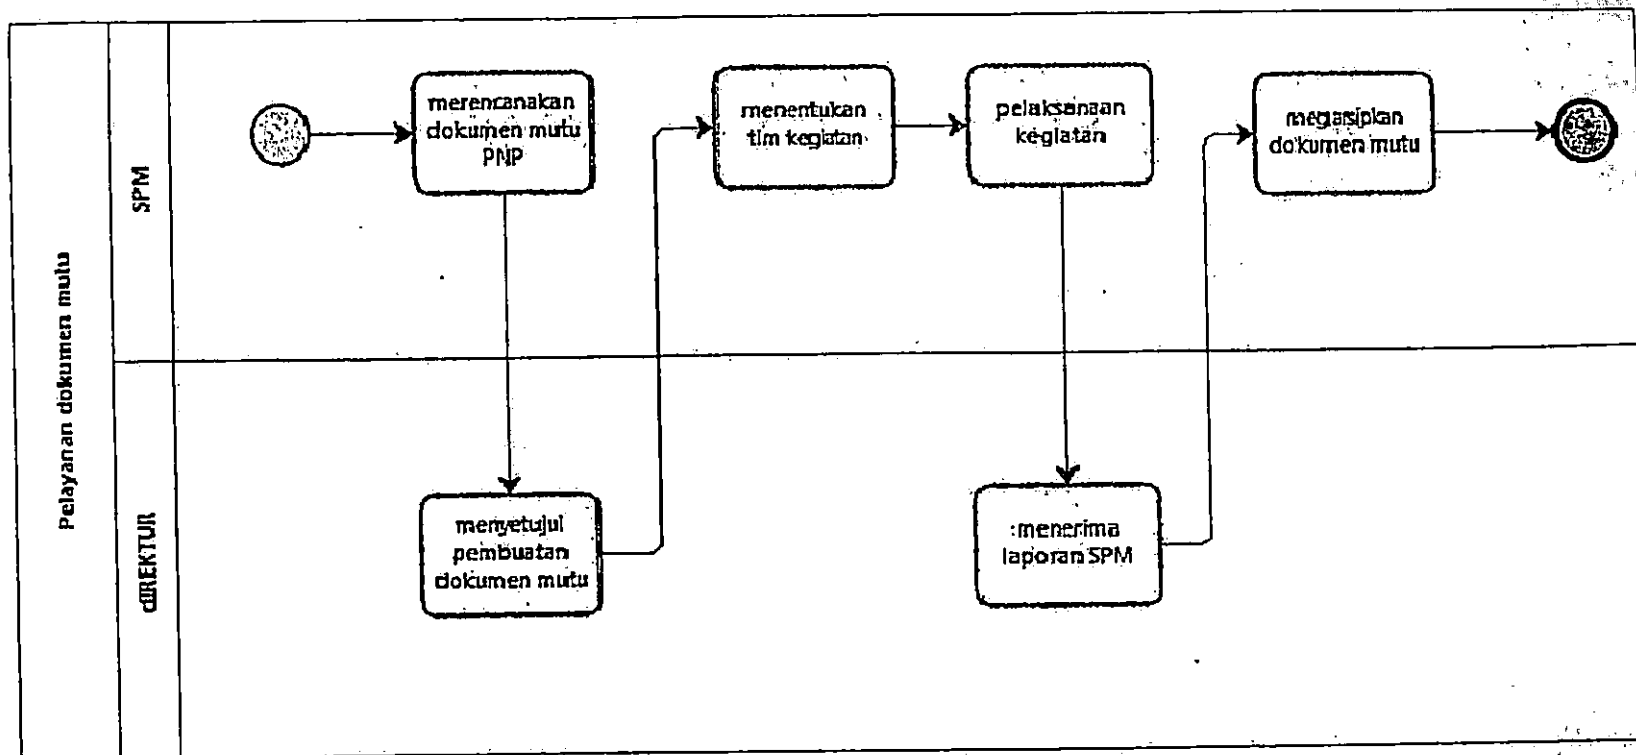 Pelayanan dokumen mutu
SPM
merencanakan
dokumen mutu
PNP
menentukan
tim kegiatan
pelaksanaan
kegiatan
megarsipkan
dokumen mutu
dIREKTUR
menyetujui
pembuatan
dokumen mutu
menerima
laporan SPM